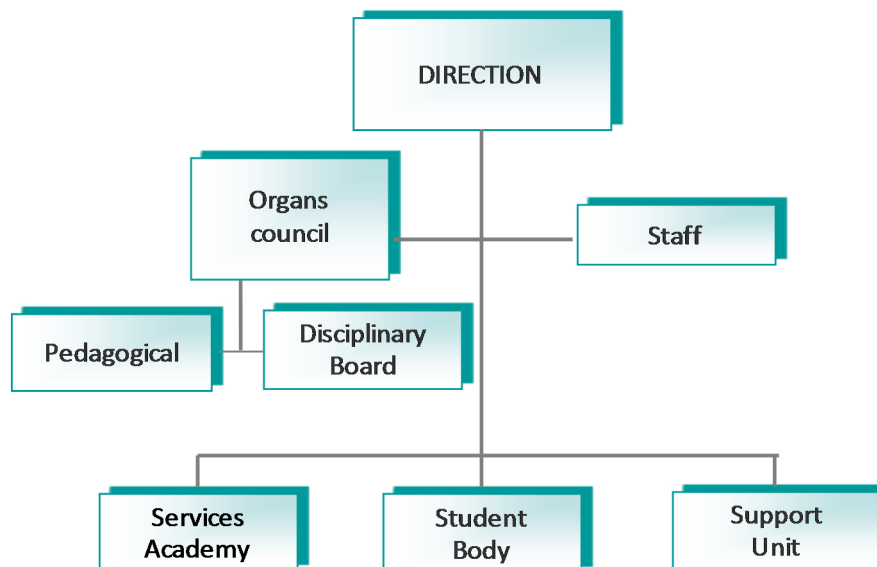 DIRECTION
Organs
council
Staff
Pedagogical
Disciplinary
Board
Services
Academy
Student
Body
Support
Unit